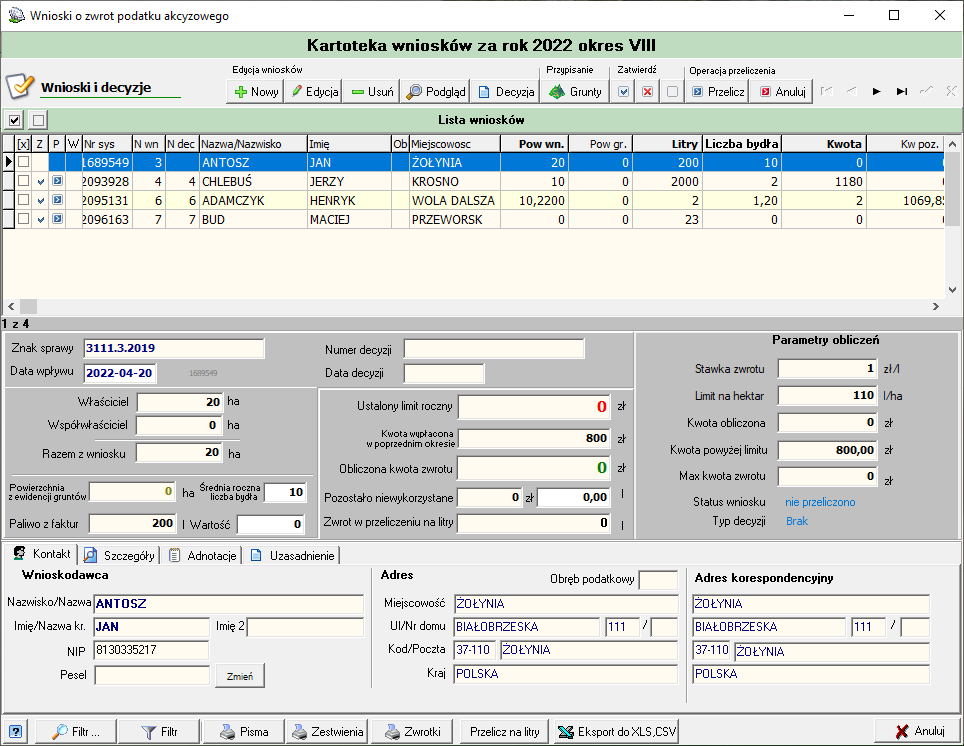 Wnioski o zwrot podatku akcyzowego
Kartoteka wniosków za rok 2022 okres VIII
Wnioski i decyzje
Edycja wniosków Przypisanie Zatwierdź Operacja przeliczenia
Nowy Edycja Usuń Podgląd Decyzja Grunty Przelicz Anuluj
Lista wniosków
[x] Z P W Nr sys N wn N dec Nazwa/Nazwisko Imię Ob Miejscowosc Pow wn. Pow gr. Litry Liczba bydła Kwota Kw poz.
1689549 3 ANTOSZ JAN ŻOŁYNIA 20 0 200 10 0
2093928 4 4 CHLEBUŚ JERZY KROSNO 10 0 2000 2 1180
2095131 6 6 ADAMCZYK HENRYK WOLA DALSZA 10,2200 0 2 1,20 2 1069,85
2096163 7 7 BUD MACIEJ PRZEWORSK 0 0 23 0 0
1 z 4
Znak sprawy 3111.3.2019
Data wpływu 2022-04-20 1689549
Numer decyzji
Data decyzji
Właściciel 20 ha
Współwłaściciel 0 ha
Razem z wniosku 20 ha
Powierzchnia z ewidencji gruntów 0 ha Średnia roczna liczba bydła 10
Paliwo z faktur 200 l Wartość 0
Ustalony limit roczny 0 zł
Kwota wypłacona w poprzednim okresie 800 zł
Obliczona kwota zwrotu 0 zł
Pozostało niewykorzystane 0 zł 0,00 l
Zwrot w przeliczeniu na litry 0 l
Parametry obliczeń
Stawka zwrotu 1 zł/l
Limit na hektar 110 l/ha
Kwota obliczona 0 zł
Kwota powyżej limitu 800,00 zł
Max kwota zwrotu 0 zł
Status wniosku nie przeliczono
Typ decyzji Brak
Kontakt Szczegóły Adnotacje Uzasadnienie
Wnioskodawca
Nazwisko/Nazwa ANTOSZ
Imię/Nazwa kr. JAN Imię 2
NIP 8130335217
Pesel Zmień
Adres Obręb podatkowy
Miejscowość ŻOŁYNIA
Ul/Nr domu BIAŁOBRZESKA 111 /
Kod/Poczta 37-110 ŻOŁYNIA
Kraj POLSKA
Adres korespondencyjny
ŻOŁYNIA
BIAŁOBRZESKA 111 /
37-110 ŻOŁYNIA
POLSKA
Filtr ... Filtr Pisma Zestwienia Zwrotki Przelicz na litry Eksport do XLS,CSV Anuluj